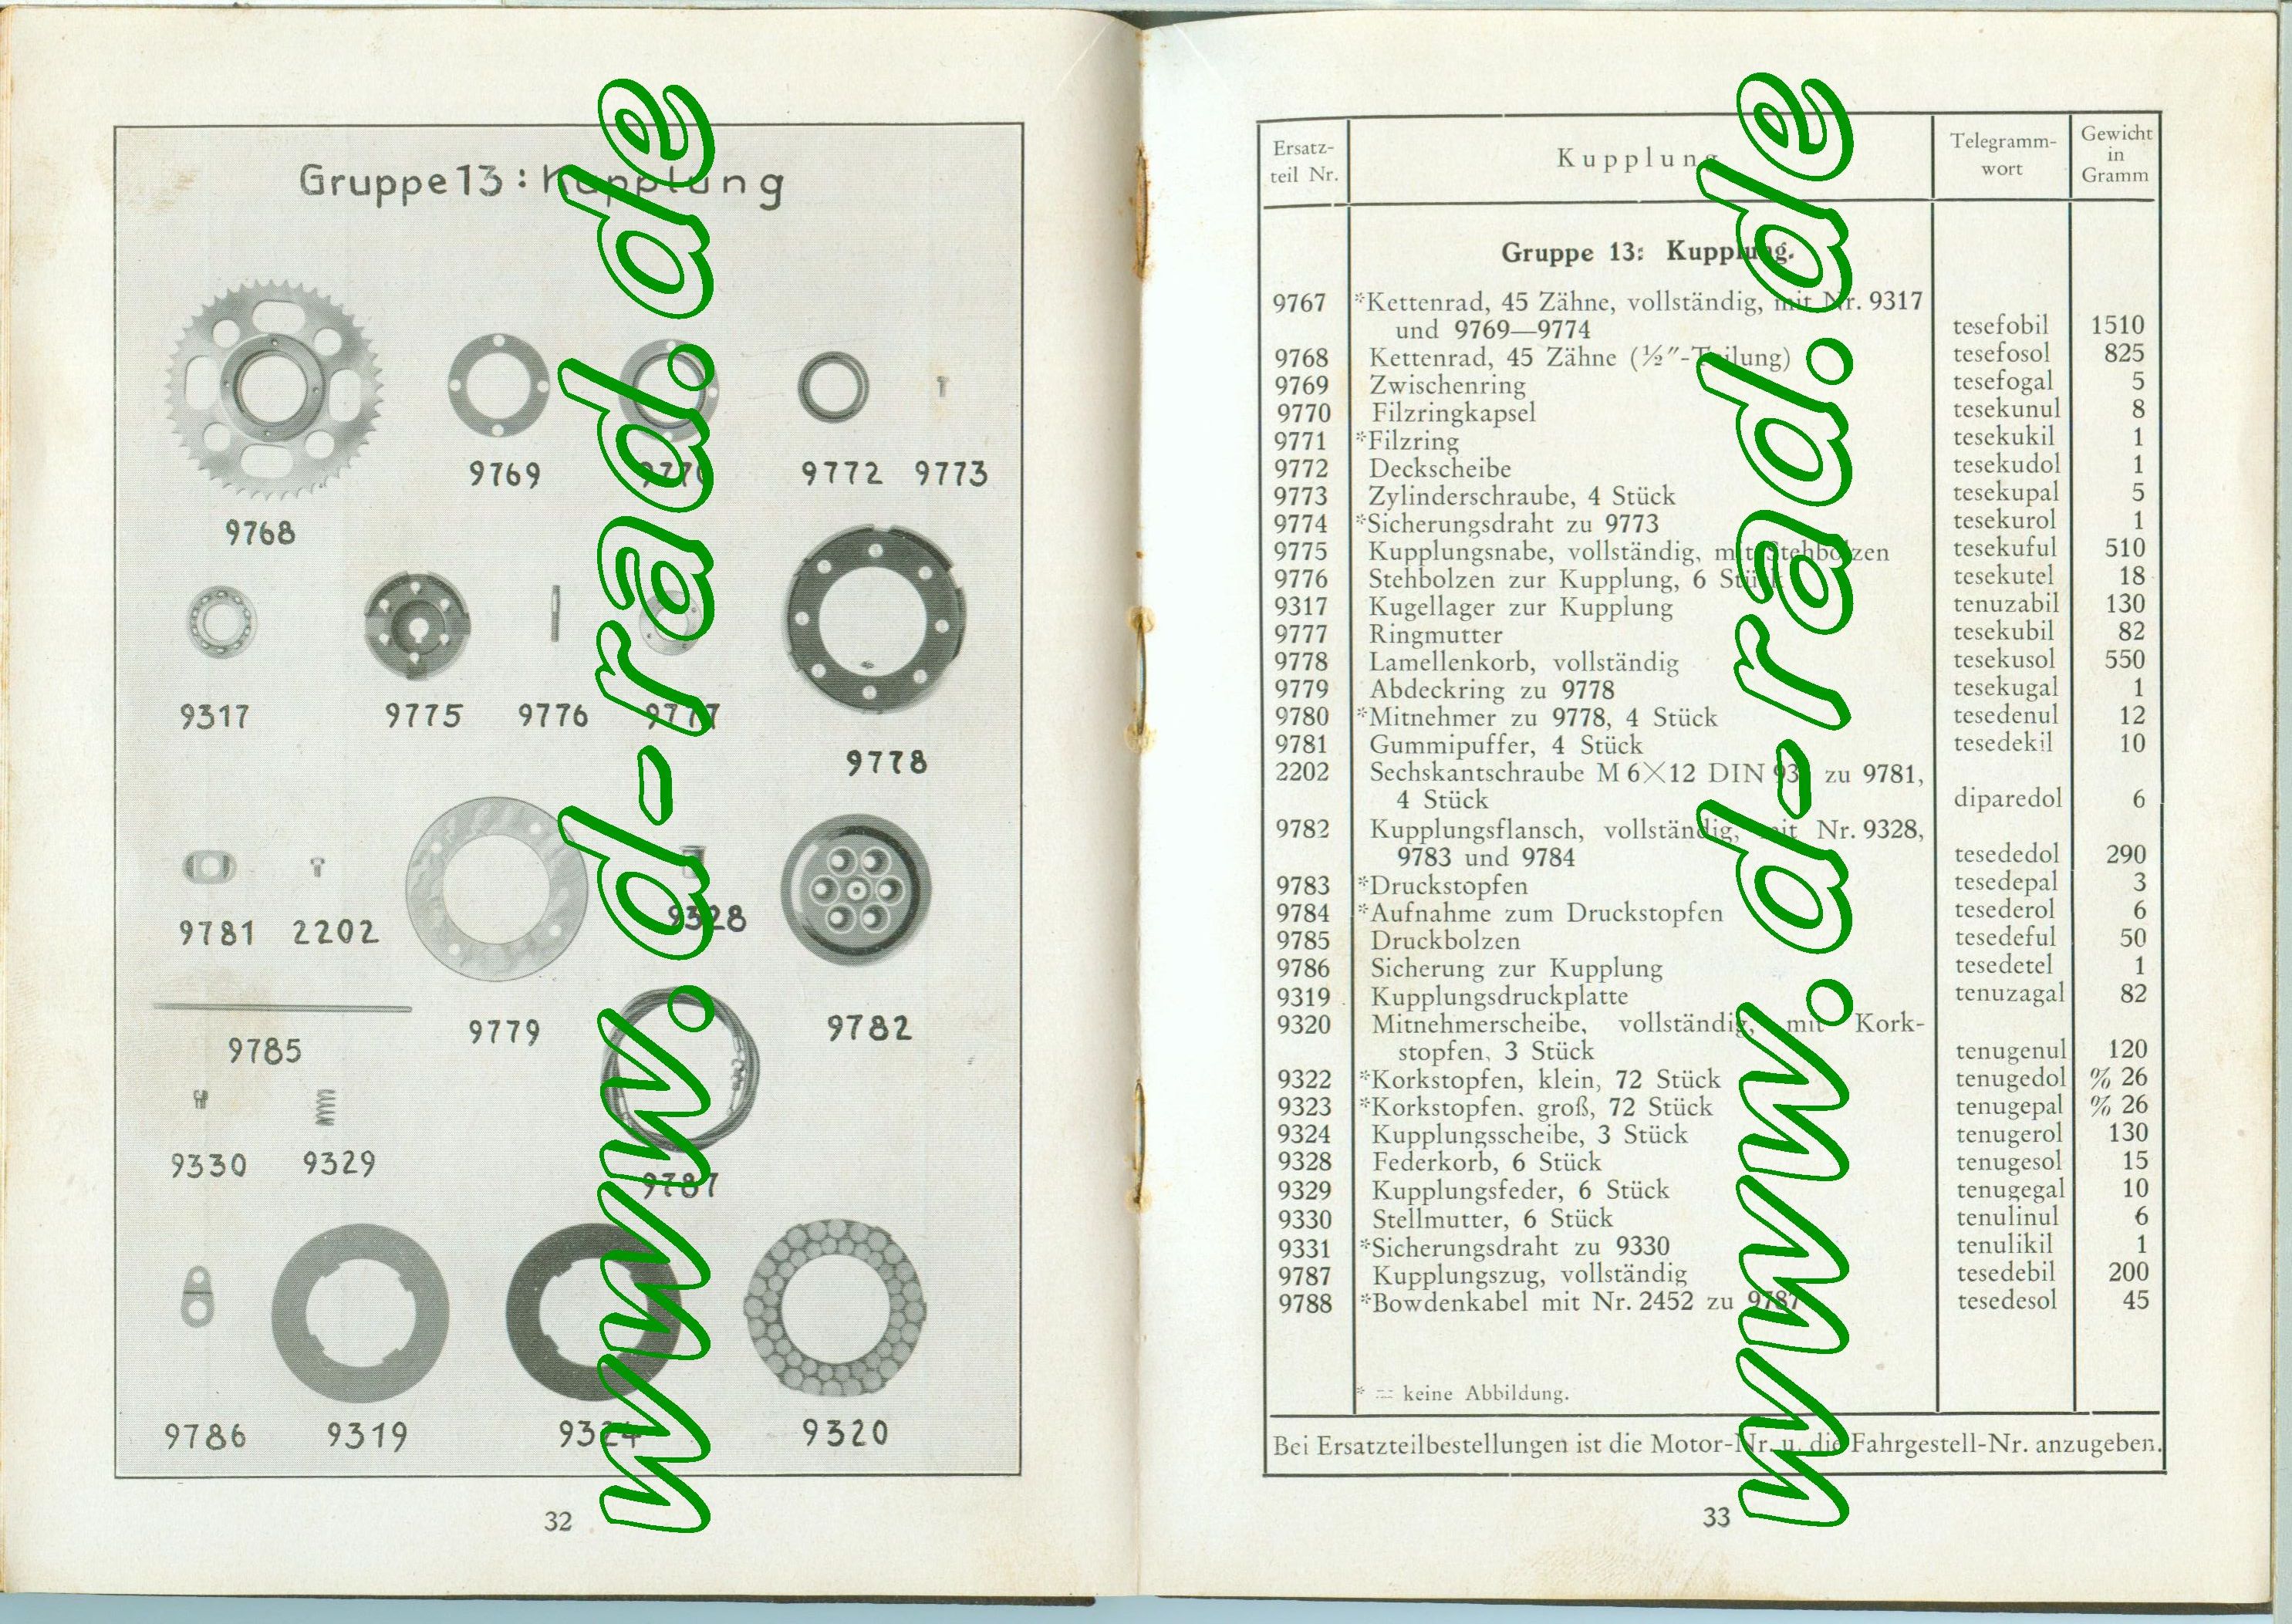 Gruppe 13: Kupplung
9768
9769
9770
9772
9773
9317
9775
9776
9777
9778
9781
2202
9779
9328
9782
9785
9330
9329
9787
9786
9319
9324
9320
32
www.d-rad.de
Ersatz-teil Nr. Kupplung Telegramm-wort Gewicht in Gramm
Gruppe 13: Kupplung.
9767 *Kettenrad, 45 Zähne, vollständig, mit Nr. 9317
und 9769—9774 tesefobil 1510
9768 Kettenrad, 45 Zähne (½″-Teilung) tesefosol 825
9769 Zwischenring tesefogal 5
9770 Filzringkapsel tesekunul 8
9771 *Filzring tesekukil 1
9772 Deckscheibe tesekudol 1
9773 Zylinderschraube, 4 Stück tesekupal 5
9774 *Sicherungsdraht zu 9773 tesekurol 1
9775 Kupplungsnabe, vollständig, mit Stehbolzen tesekuful 510
9776 Stehbolzen zur Kupplung, 6 Stück tesekutel 18
9317 Kugellager zur Kupplung tenuzabil 130
9777 Ringmutter tesekubil 82
9778 Lamellenkorb, vollständig tesekusol 550
9779 Abdeckring zu 9778 tesekugal 1
9780 *Mitnehmer zu 9778, 4 Stück tesedenul 12
9781 Gummipuffer, 4 Stück tesedekil 10
2202 Sechskantschraube M 6×12 DIN zu 9781,
4 Stück diparedol 6
9782 Kupplungsflansch, vollständig, mit Nr. 9328,
9783 und 9784 tesededol 290
9783 *Druckstopfen tesedepal 3
9784 *Aufnahme zum Druckstopfen tesederol 6
9785 Druckbolzen tesedeful 50
9786 Sicherung zur Kupplung tesedetel 1
9319 Kupplungsdruckplatte tenuzagal 82
9320 Mitnehmerscheibe, vollständig, mit Kork-
stopfen, 3 Stück tenugenul 120
9322 *Korkstopfen, klein, 72 Stück tenugedol % 26
9323 *Korkstopfen, groß, 72 Stück tenugepal % 26
9324 Kupplungsscheibe, 3 Stück tenugerol 130
9328 Federkorb, 6 Stück tenugesol 15
9329 Kupplungsfeder, 6 Stück tenugegal 10
9330 Stellmutter, 6 Stück tenulinul 6
9331 *Sicherungsdraht zu 9330 tenulikil 1
9787 Kupplungszug, vollständig tesedebil 200
9788 *Bowdenkabel mit Nr. 2452 zu 9787 tesedesol 45
* = keine Abbildung.
Bei Ersatzteilbestellungen ist die Motor-Nr. u. die Fahrgestell-Nr. anzugeben.
33
www.d-rad.de